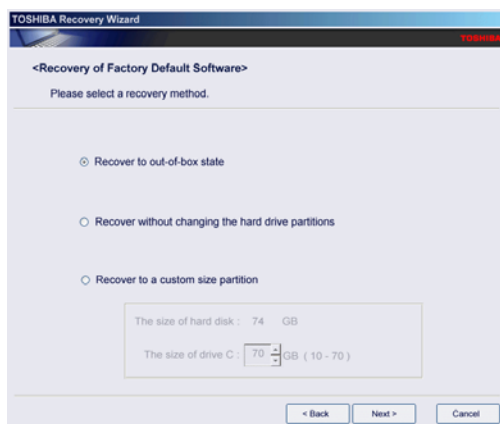 TOSHIBA Recovery Wizard
TOSHIBA
<Recovery of Factory Default Software>
Please select a recovery method.
Recover to out-of-box state
Recover without changing the hard drive partitions
Recover to a custom size partition
The size of hard disk : 74 GB
The size of drive C : 70 GB ( 10 - 70 )
< Back Next > Cancel